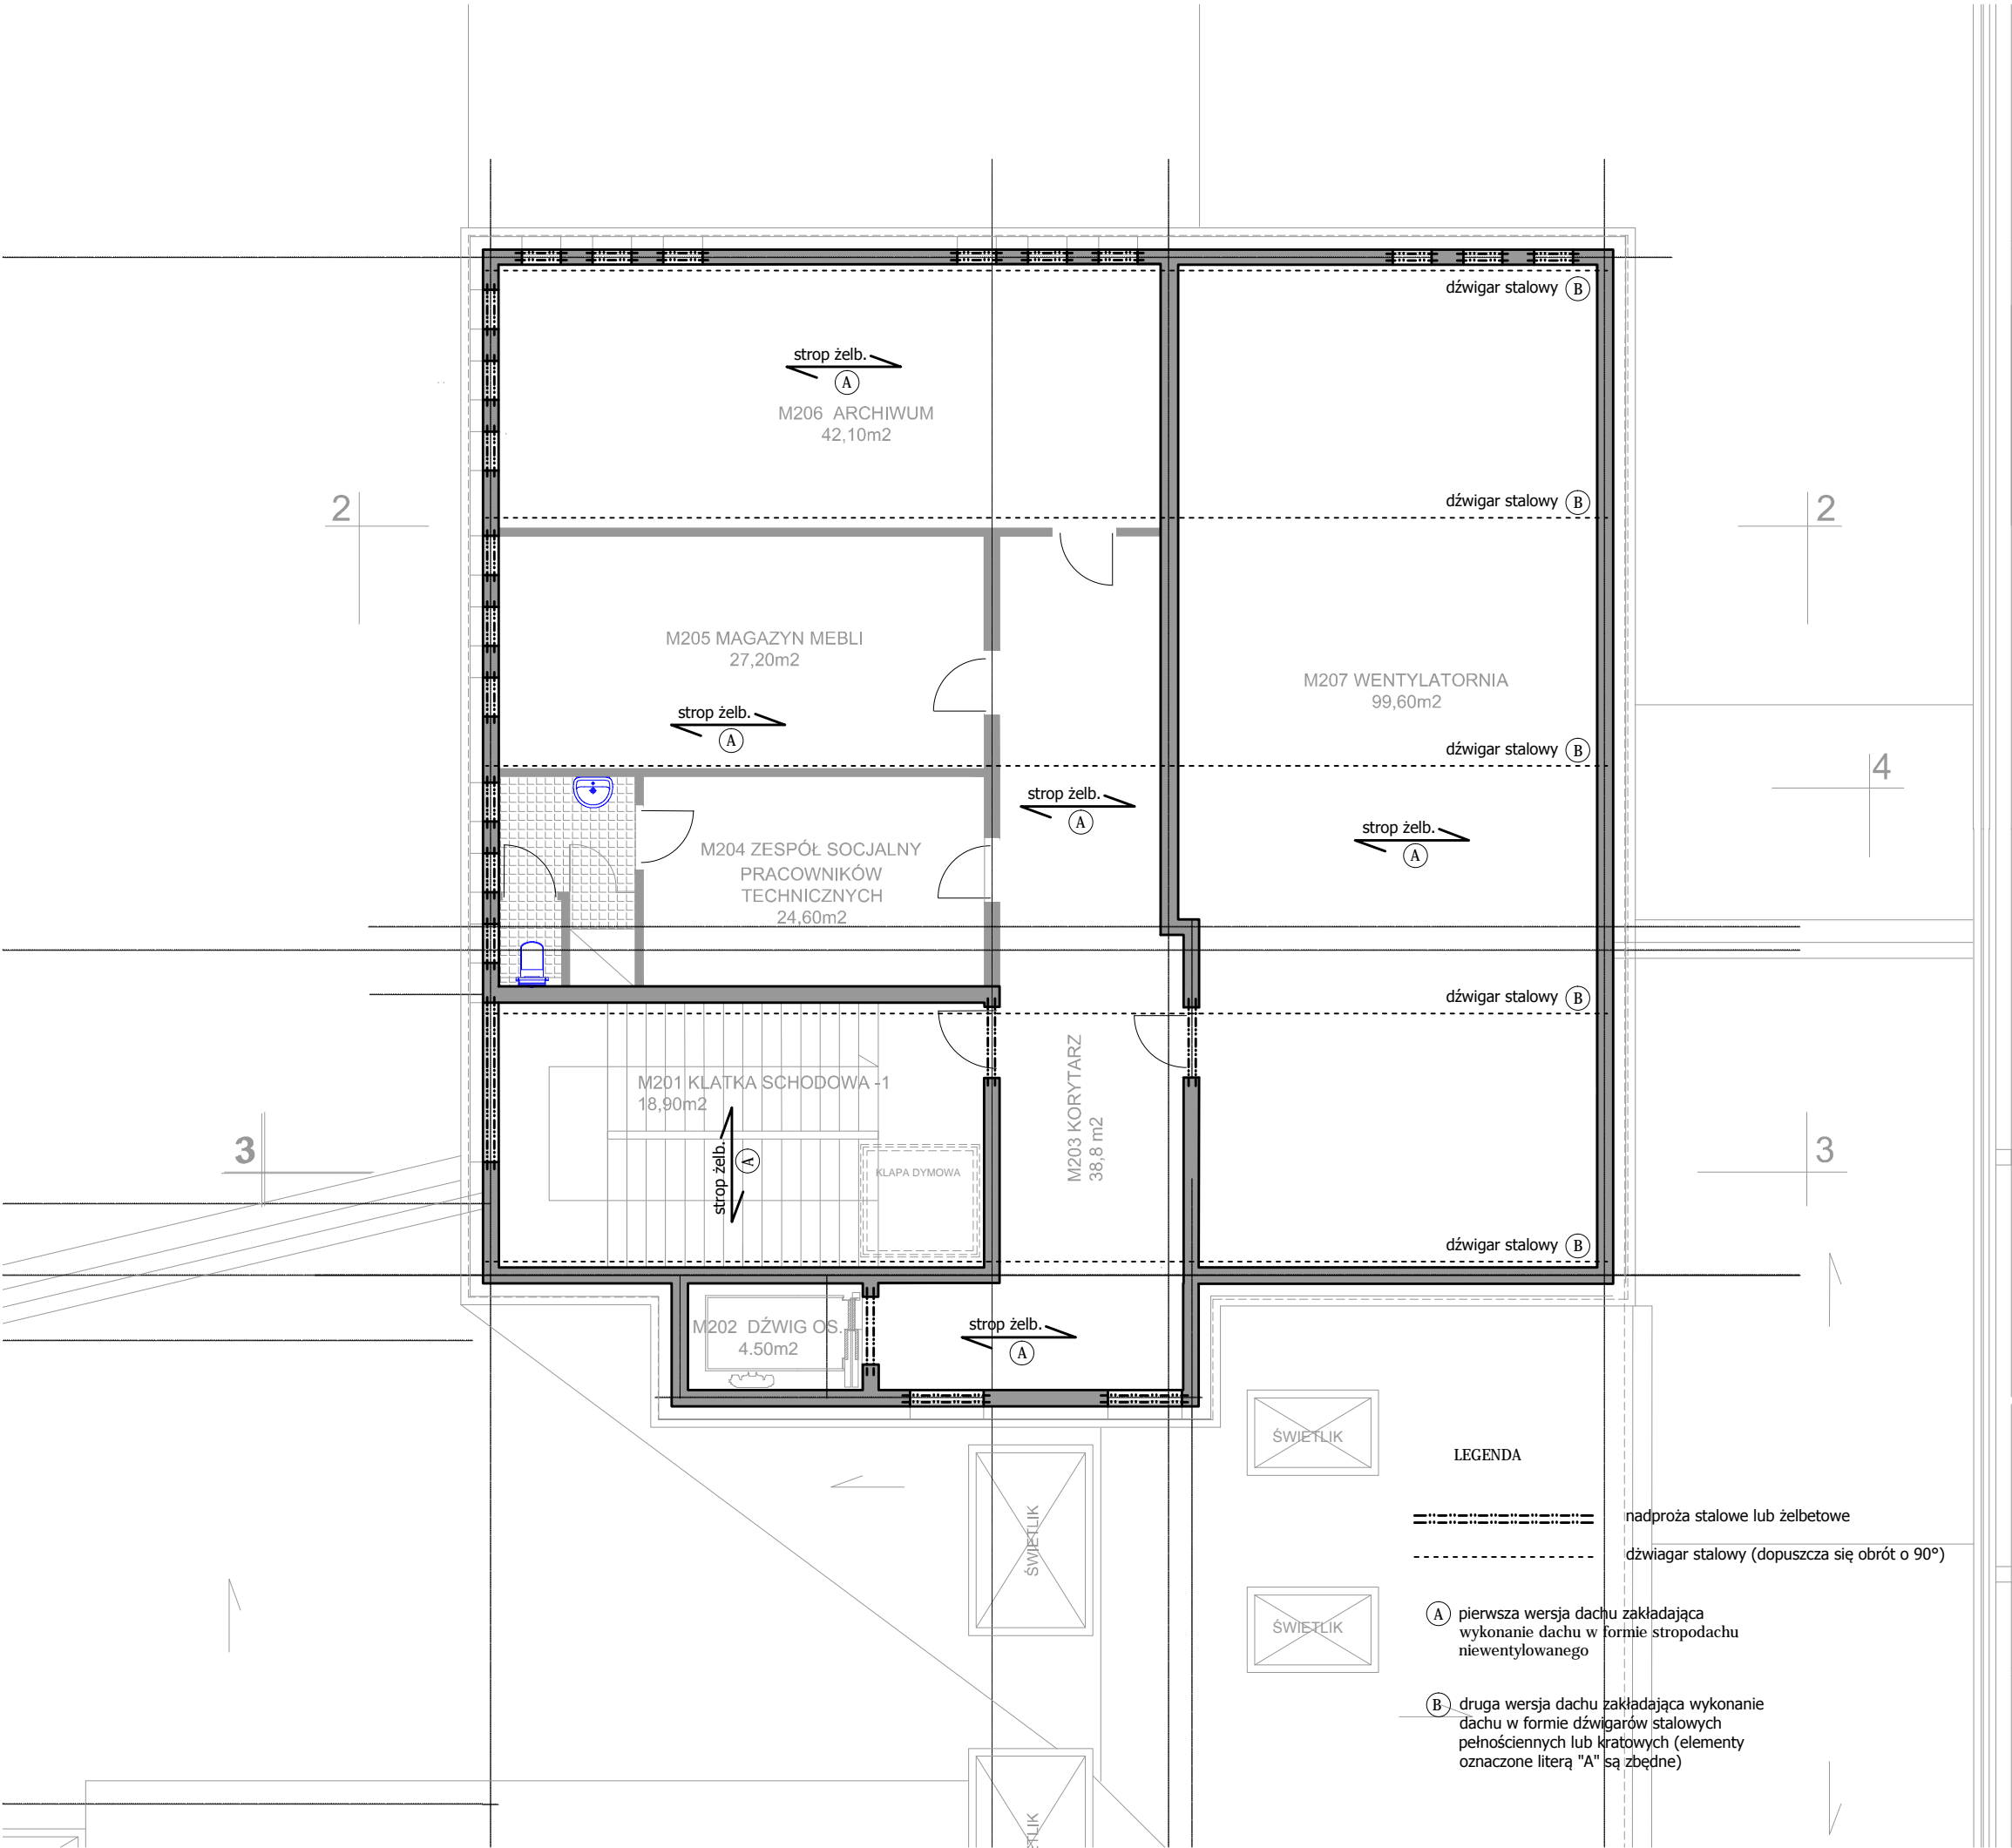 dźwigar stalowy B
strop żelb.
A
M206 ARCHIWUM
42,10m2
2
dźwigar stalowy B
2
M205 MAGAZYN MEBLI
27,20m2
M207 WENTYLATORNIA
99,60m2
strop żelb.
A
dźwigar stalowy B
4
strop żelb.
A
strop żelb.
A
M204 ZESPÓŁ SOCJALNY
PRACOWNIKÓW
TECHNICZNYCH
24,60m2
dźwigar stalowy B
M201 KLATKA SCHODOWA -1
18,90m2
strop żelb.
A
KLAPA DYMOWA
M203 KORYTARZ
38,8 m2
3
3
dźwigar stalowy B
M202 DŹWIG OS.
4.50m2
strop żelb.
A
ŚWIETLIK
ŚWIETLIK
ŚWIETLIK
LEGENDA
nadproża stalowe lub żelbetowe
dżwiagar stalowy (dopuszcza się obrót o 90°)
A pierwsza wersja dachu zakładająca
wykonanie dachu w formie stropodachu
niewentylowanego
B druga wersja dachu zakładająca wykonanie
dachu w formie dźwigarów stalowych
pełnościennych lub kratowych (elementy
oznaczone literą "A" są zbędne)